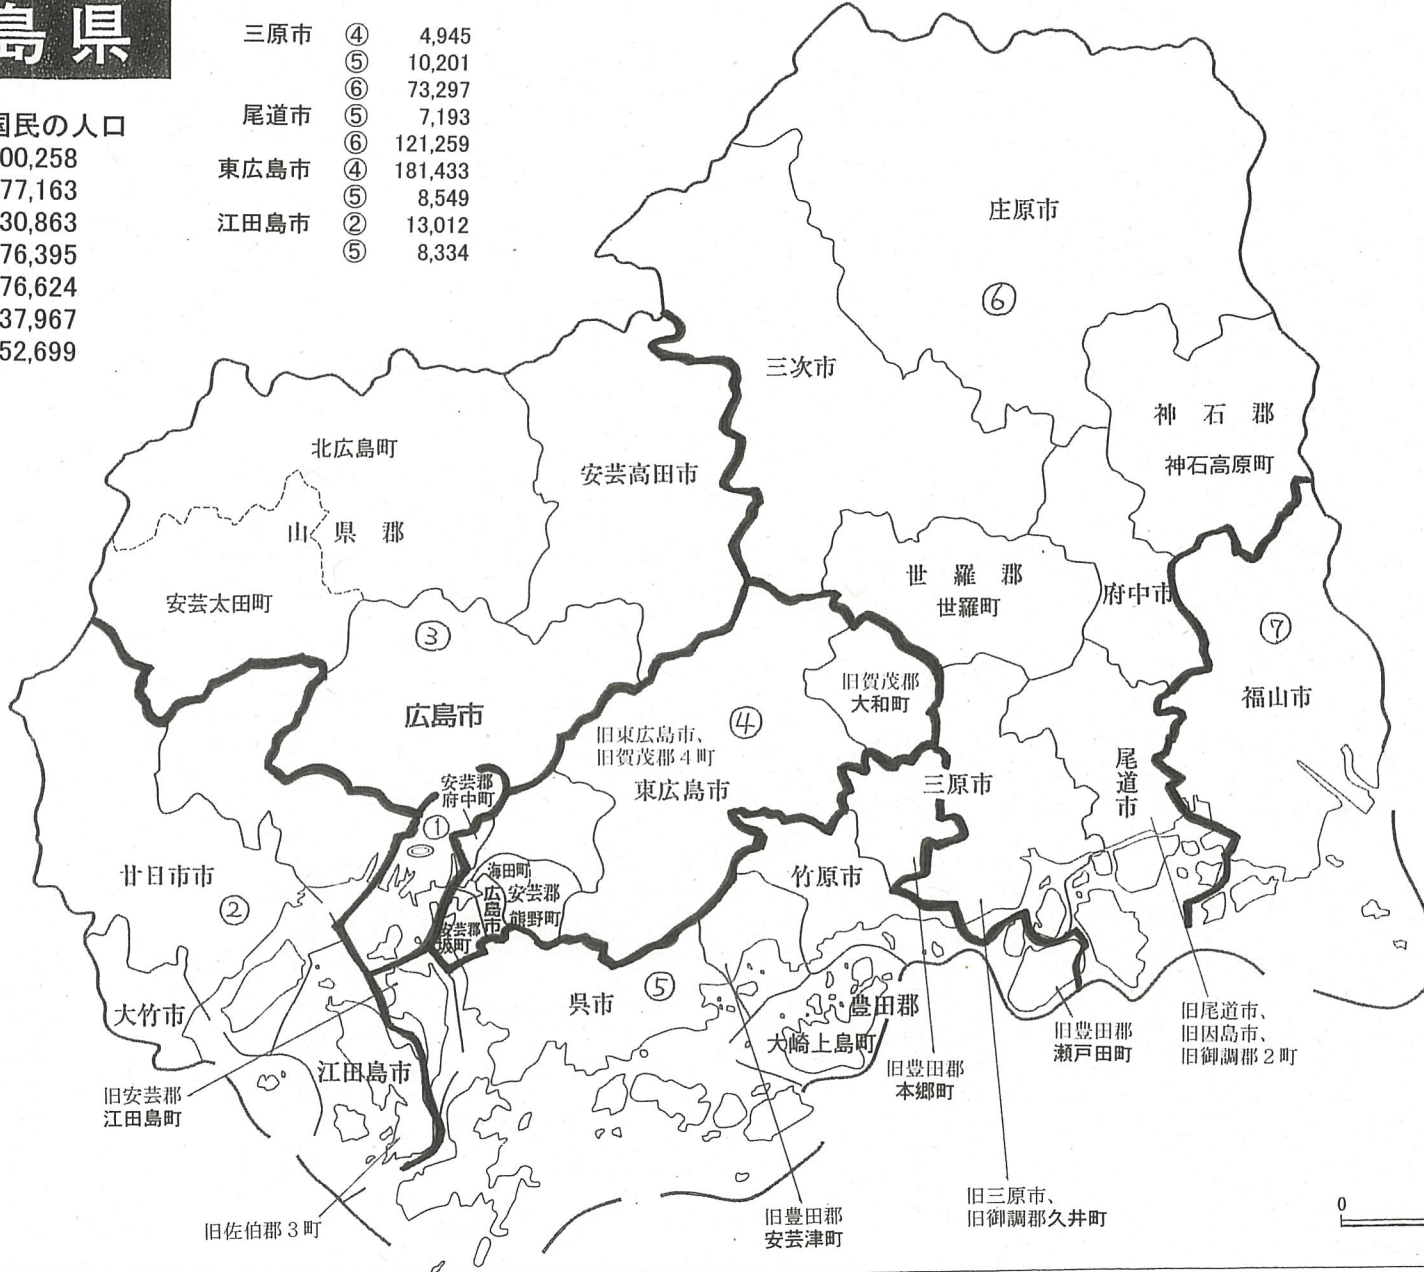 島県
国民の人口
00,258
77,163
30,863
76,395
76,624
37,967
52,699
三原市 ④ 4,945
⑤ 10,201
⑥ 73,297
尾道市 ⑤ 7,193
⑥ 121,259
東広島市 ④ 181,433
⑤ 8,549
江田島市 ② 13,012
⑤ 8,334
庄原市
⑥
三次市
神石郡
神石高原町
北広島町
安芸高田市
山県郡
安芸太田町
世羅郡
世羅町
府中市
③
⑦
福山市
広島市
旧賀茂郡
大和町
④
旧東広島市、
旧賀茂郡4町
東広島市
三原市
尾道市
安芸郡
府中町
①
廿日市市
②
海田町
広島市
安芸郡
熊野町
安芸郡
坂町
竹原市
⑤
呉市
大竹市
豊田郡
大崎上島町
江田島市
旧安芸郡
江田島町
旧豊田郡
本郷町
旧豊田郡
瀬戸田町
旧尾道市、
旧因島市、
旧御調郡2町
旧佐伯郡3町
旧豊田郡
安芸津町
旧三原市、
旧御調郡久井町
0